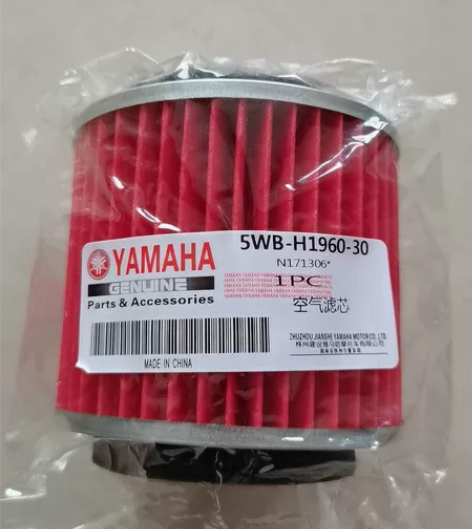 5WB-H1960-30
YAMAHA
N171306*
GENUINE
1PC
Parts & Accessories
空气滤芯
ZHUZHOU JIANSHE YAMAHA MOTOR CO., LTD.
MADE IN CHINA